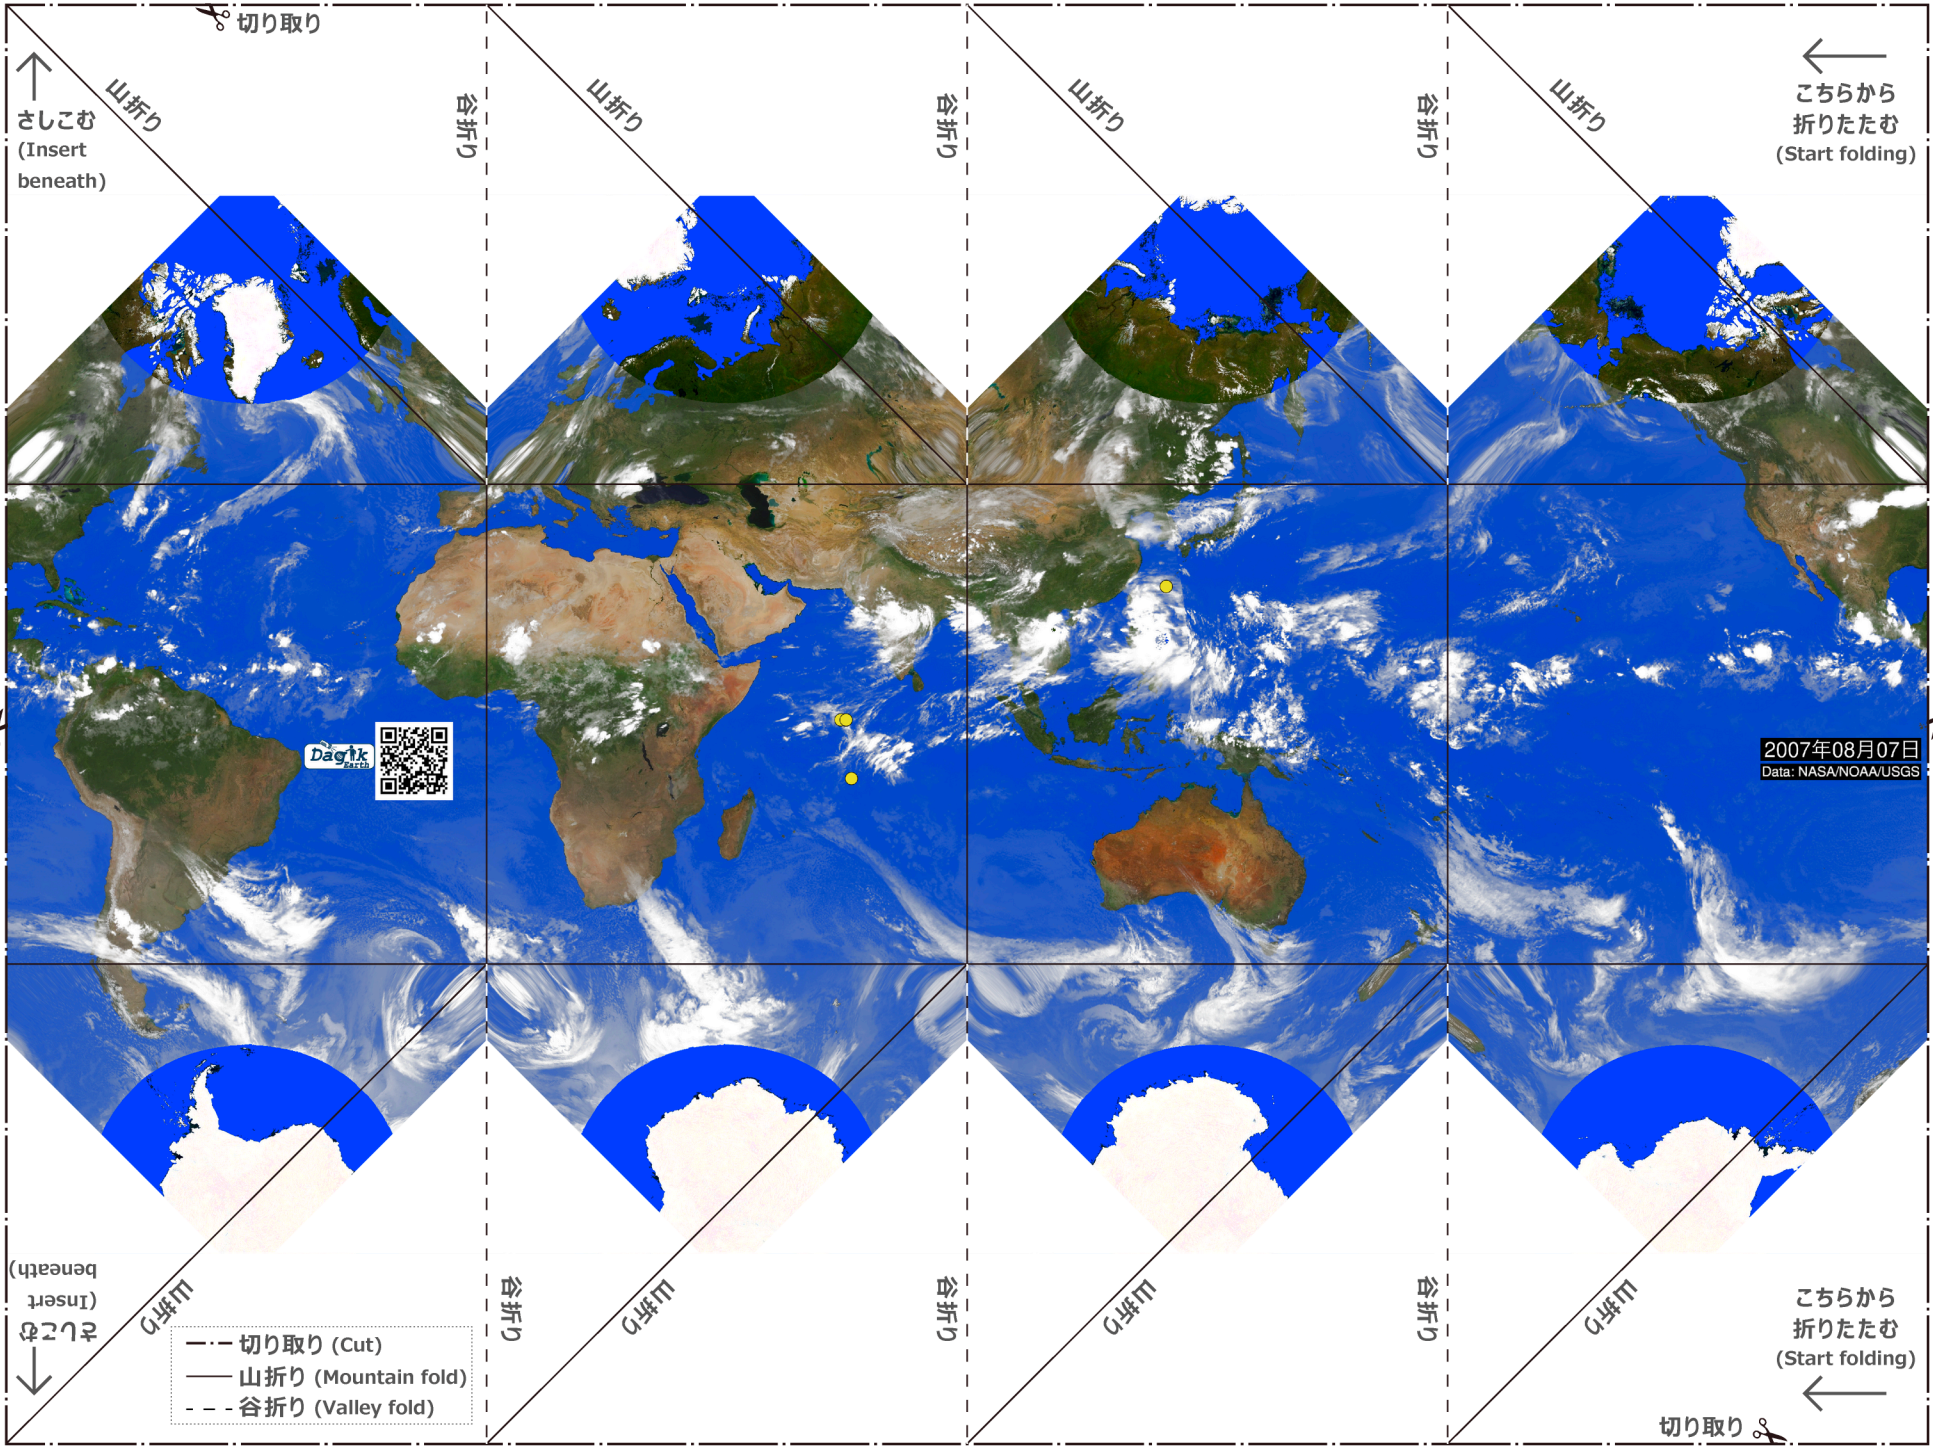 切り取り
山折り
谷折り
山折り
谷折り
山折り
谷折り
山折り
さしこむ
(Insert
beneath)
こちらから
折りたたむ
(Start folding)
Dagik
Earth
2007年08月07日
Data: NASA/NOAA/USGS
さしこむ
(Insert
beneath)
山折り
谷折り
山折り
谷折り
山折り
谷折り
山折り
こちらから
折りたたむ
(Start folding)
切り取り (Cut)
山折り (Mountain fold)
谷折り (Valley fold)
切り取り